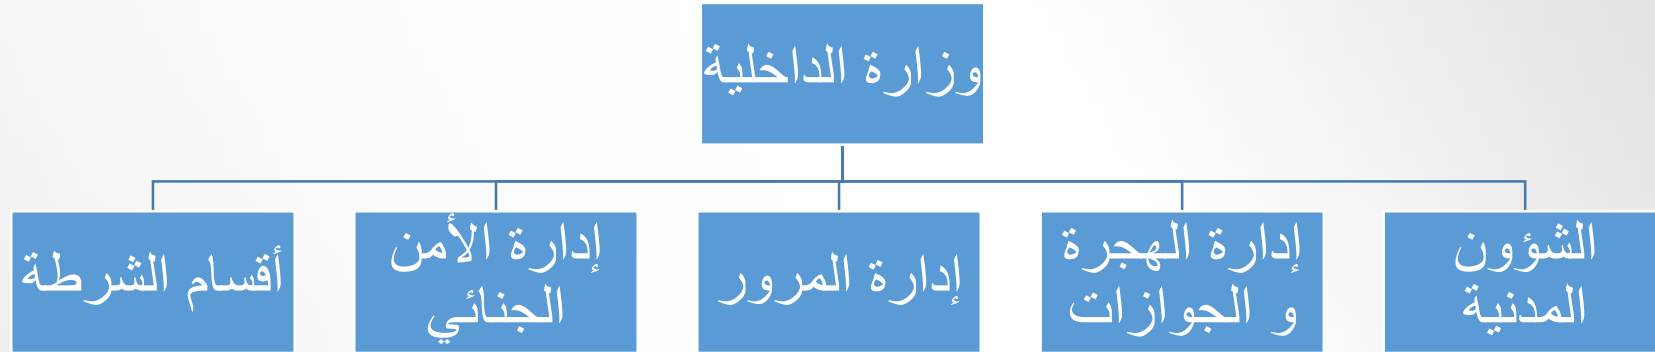 وزارة الداخلية
الشؤون
المدنية
إدارة الهجرة
و الجوازات
إدارة المرور
إدارة الأمن
الجنائي
أقسام الشرطة